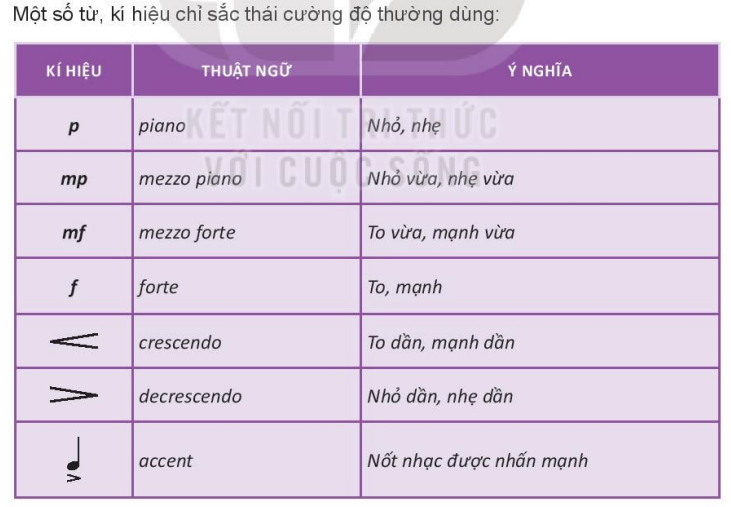 Một số từ, kí hiệu chỉ sắc thái cường độ thường dùng:
KÍ HIỆU THUẬT NGỮ Ý NGHĨA
p piano Nhỏ, nhẹ
mp mezzo piano Nhỏ vừa, nhẹ vừa
mf mezzo forte To vừa, mạnh vừa
f forte To, mạnh
crescendo To dần, mạnh dần
decrescendo Nhỏ dần, nhẹ dần
accent Nốt nhạc được nhấn mạnh
KẾT NỐI TRI THỨC
VỚI CUỘC SỐNG